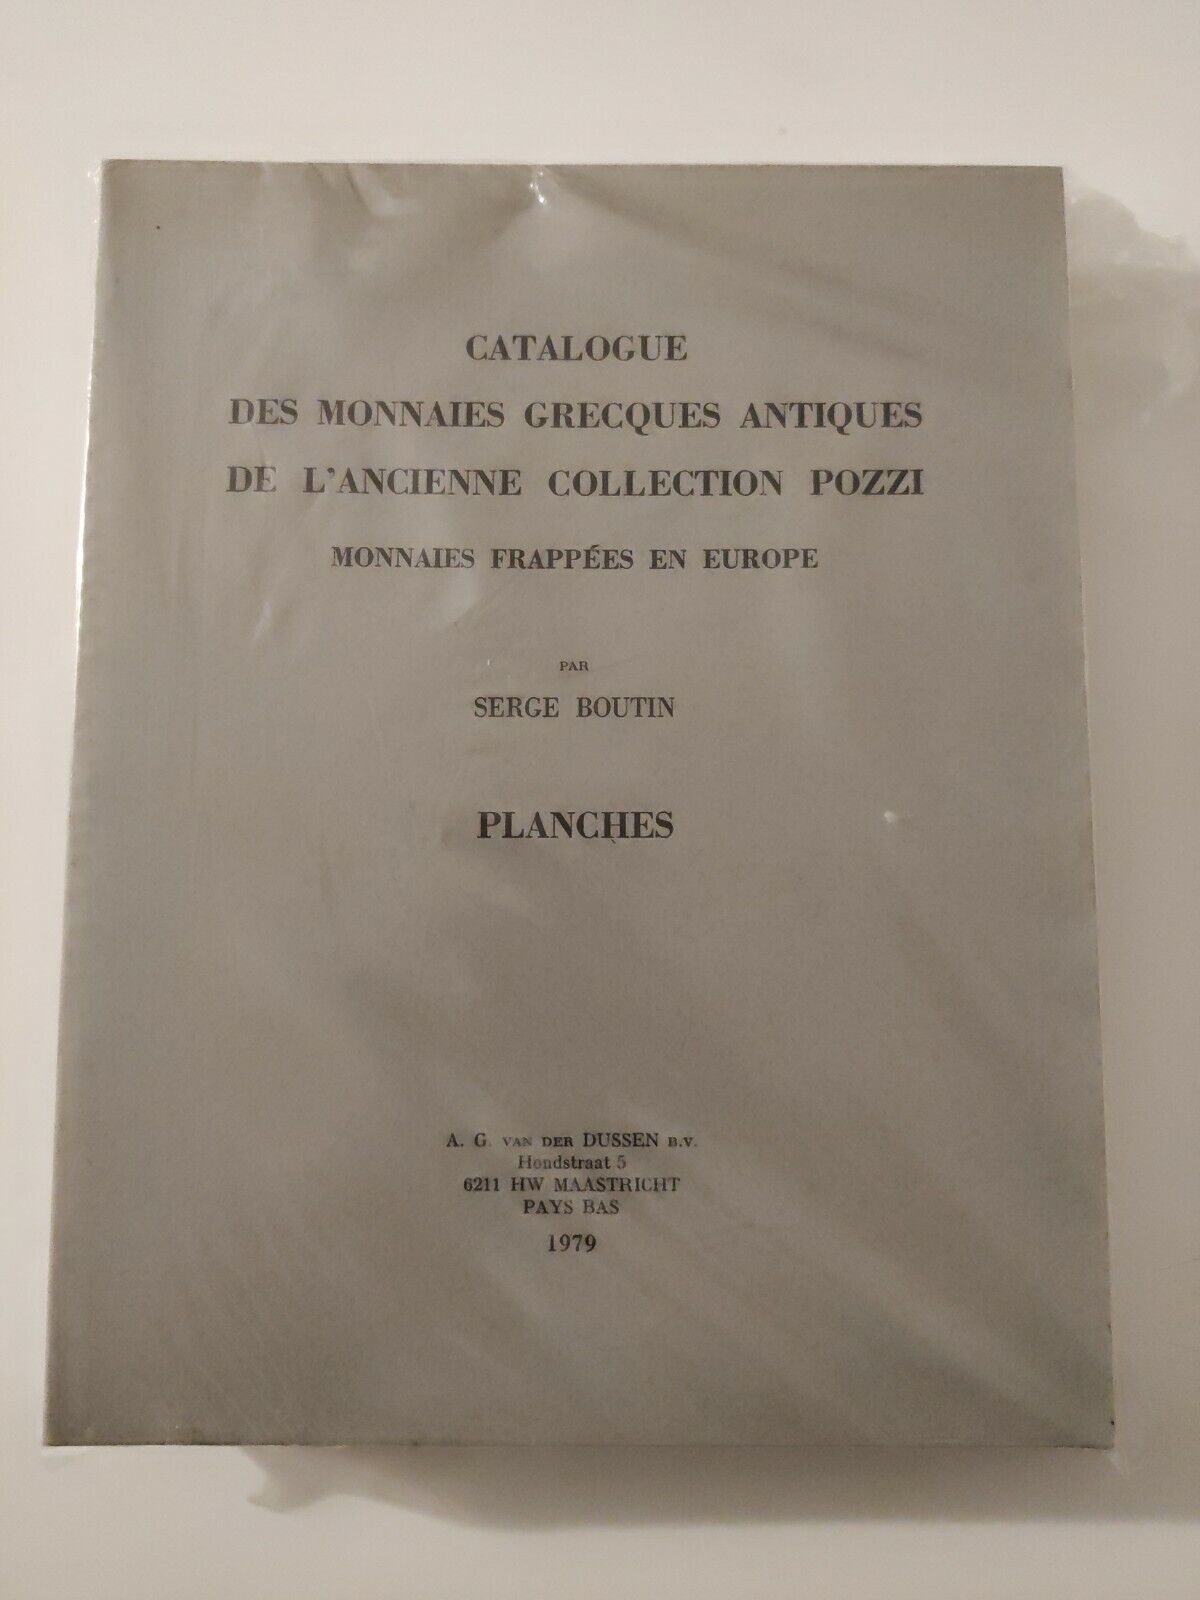 CATALOGUE
DES MONNAIES GRECQUES ANTIQUES
DE L'ANCIENNE COLLECTION POZZI
MONNAIES FRAPPÉES EN EUROPE
PAR
SERGE BOUTIN
PLANCHES
A. G. VAN DER DUSSEN B.V.
Hondstraat 5
6211 HW MAASTRICHT
PAYS BAS
1979